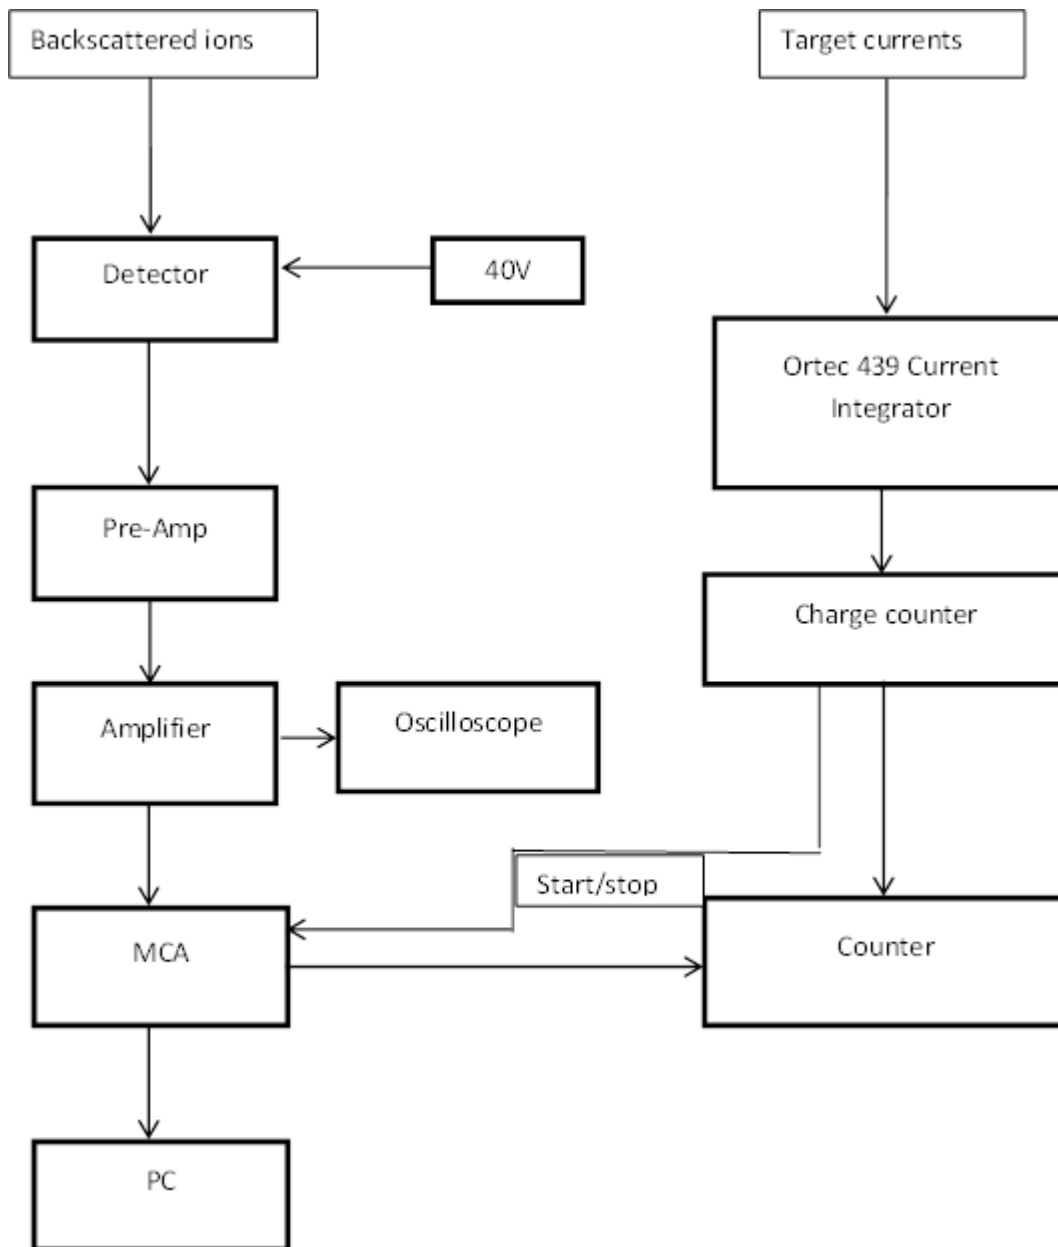 Backscattered ions
Target currents
Detector
40V
Ortec 439 Current
Integrator
Pre-Amp
Charge counter
Amplifier
Oscilloscope
Start/stop
MCA
Counter
PC